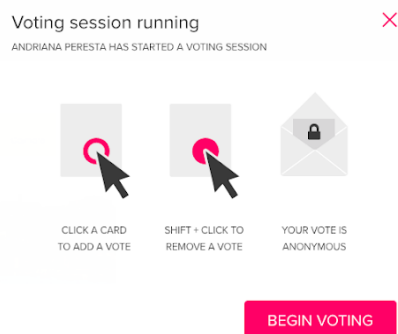 Voting session running
ANDRIANA PERESTA HAS STARTED A VOTING SESSION
CLICK A CARD
TO ADD A VOTE
SHIFT + CLICK TO
REMOVE A VOTE
YOUR VOTE IS
ANONYMOUS
BEGIN VOTING